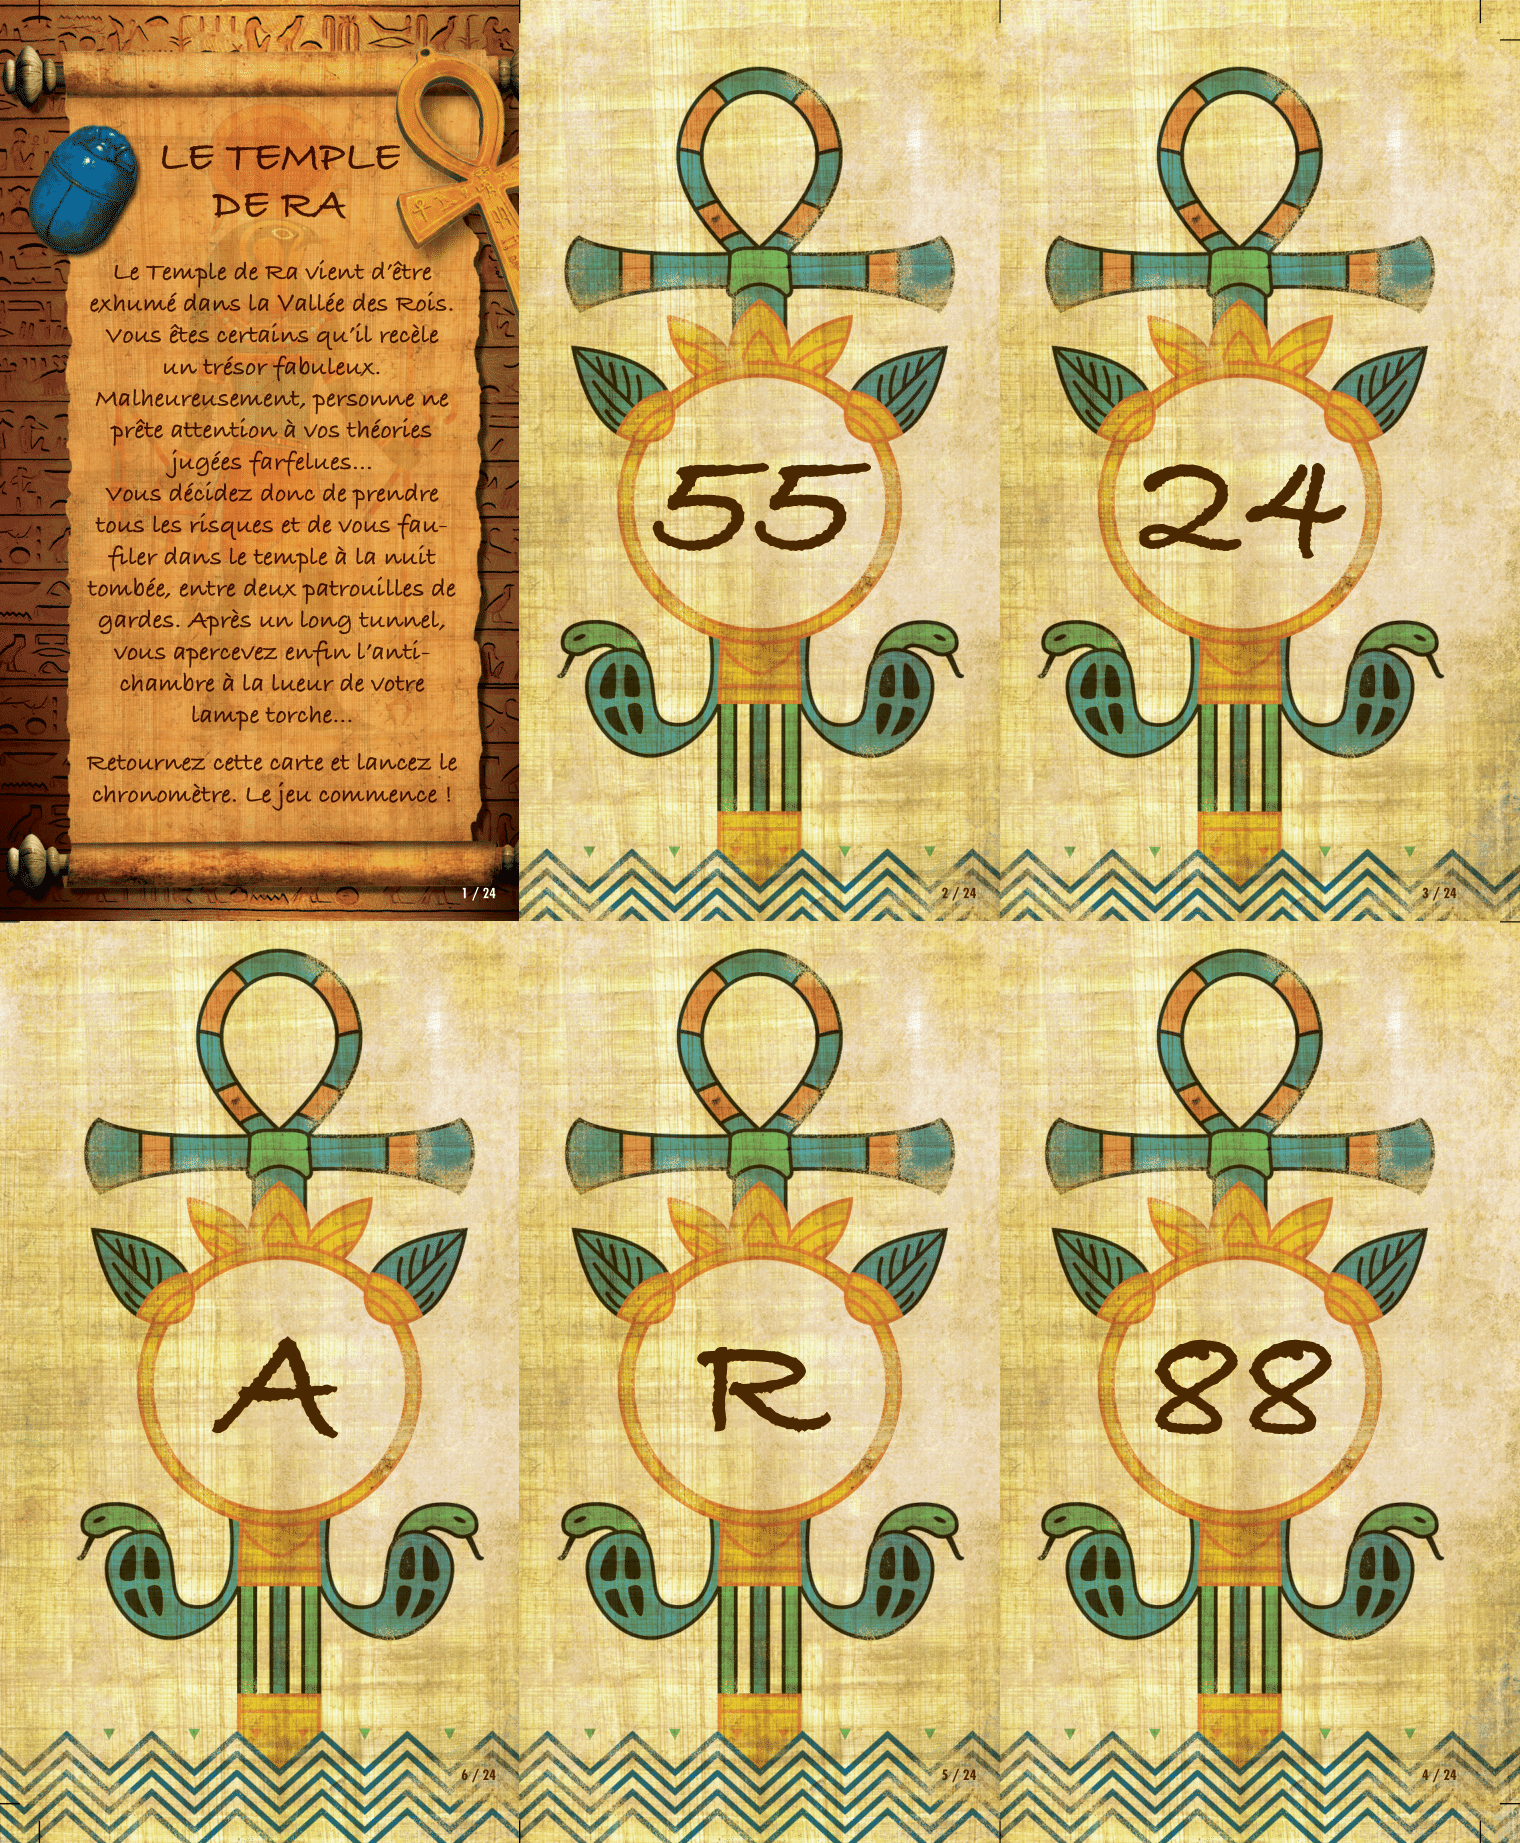 LE TEMPLE
DE RA
Le Temple de Ra vient d'être
exhumé dans la Vallée des Rois.
Vous êtes certains qu'il recèle
un trésor fabuleux.
Malheureusement, personne ne
prête attention à vos théories
jugées farfelues...
Vous décidez donc de prendre
tous les risques et de vous fau-
filer dans le temple à la nuit
tombée, entre deux patrouilles de
gardes. Après un long tunnel,
vous apercevez enfin l'anti-
chambre à la lueur de votre
lampe torche...
Retournez cette carte et lancez le
chronomètre. Le jeu commence !
1 / 24
55
2 / 24
24
3 / 24
A
6 / 24
R
5 / 24
88
4 / 24